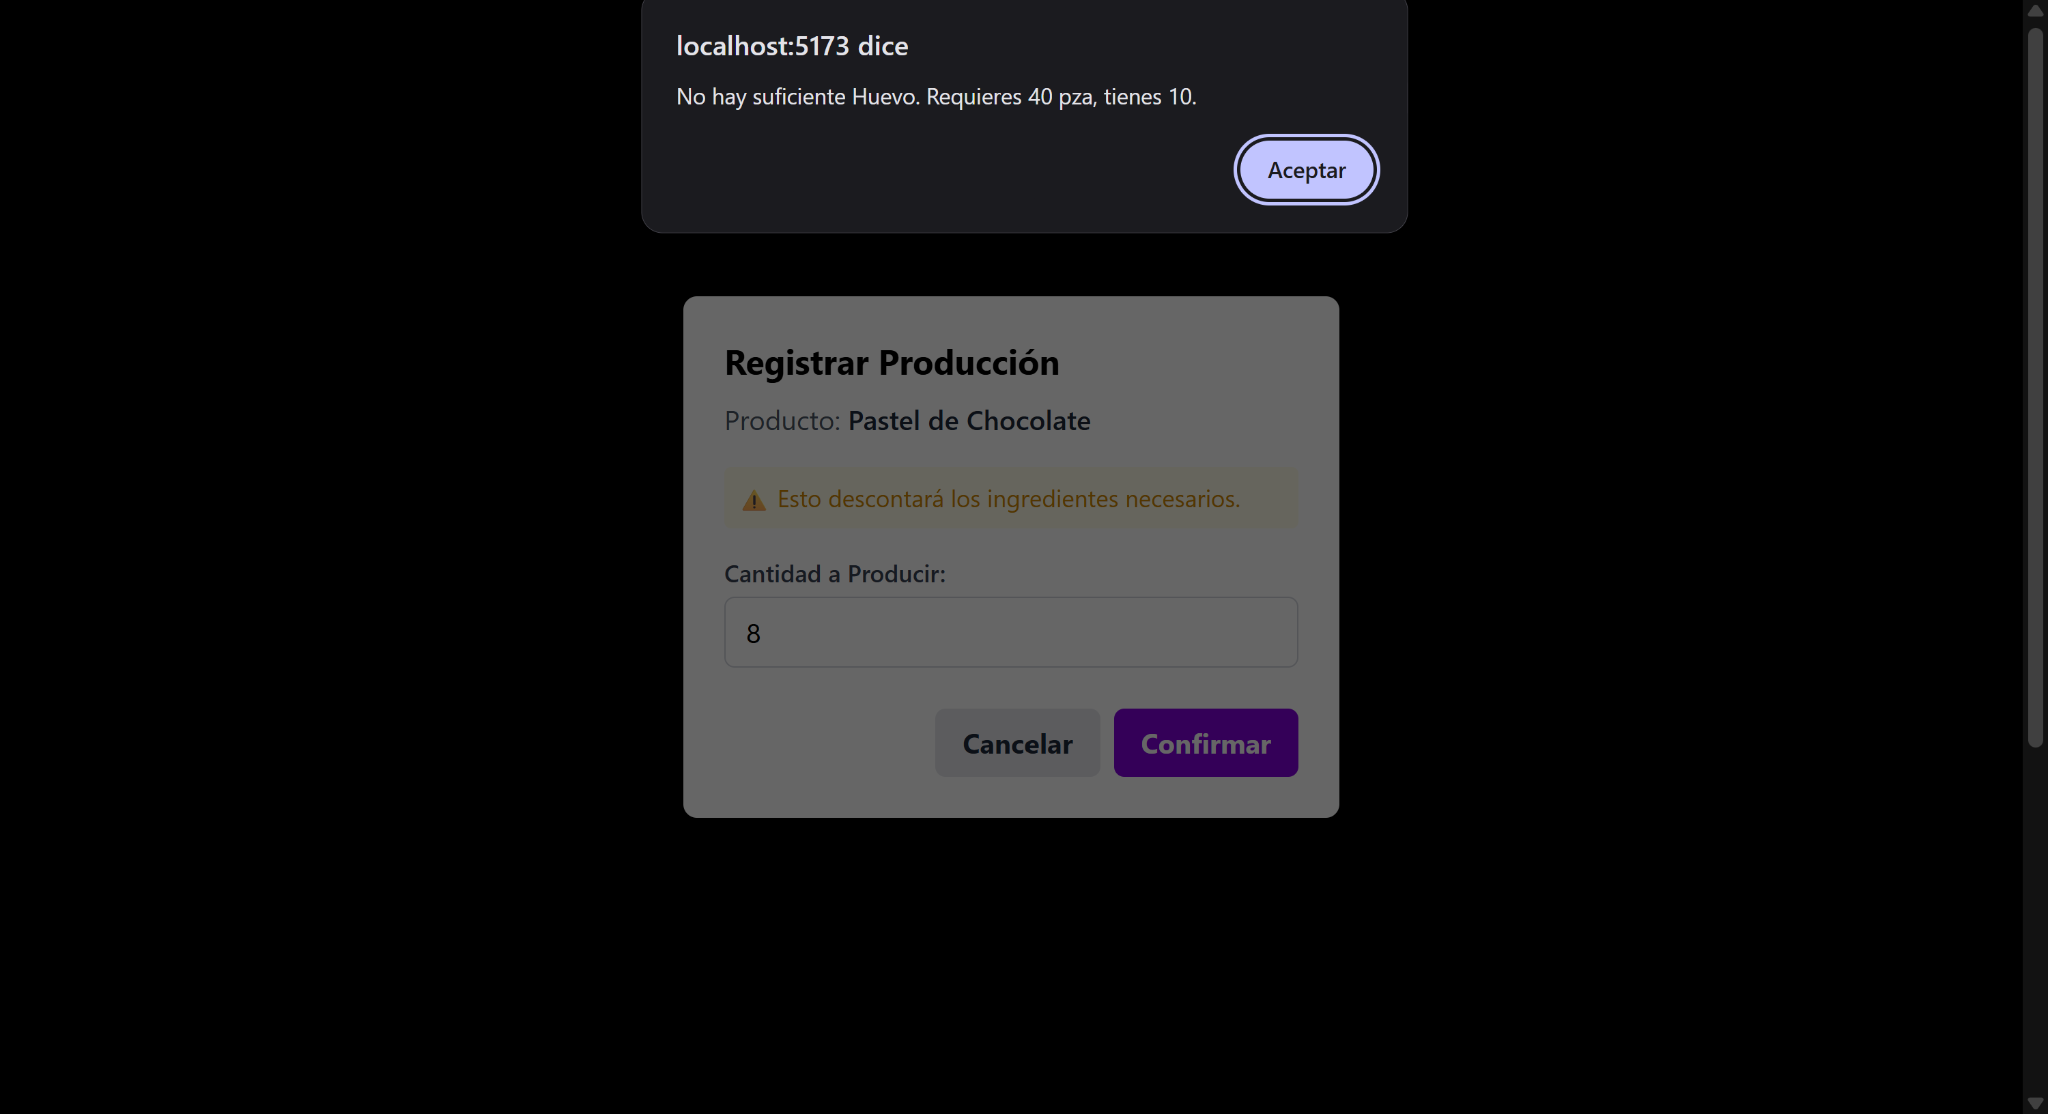 localhost:5173 dice
No hay suficiente Huevo. Requieres 40 pza, tienes 10.
Aceptar
Registrar Producción
Producto: Pastel de Chocolate
⚠️ Esto descontará los ingredientes necesarios.
Cantidad a Producir:
8
Cancelar Confirmar